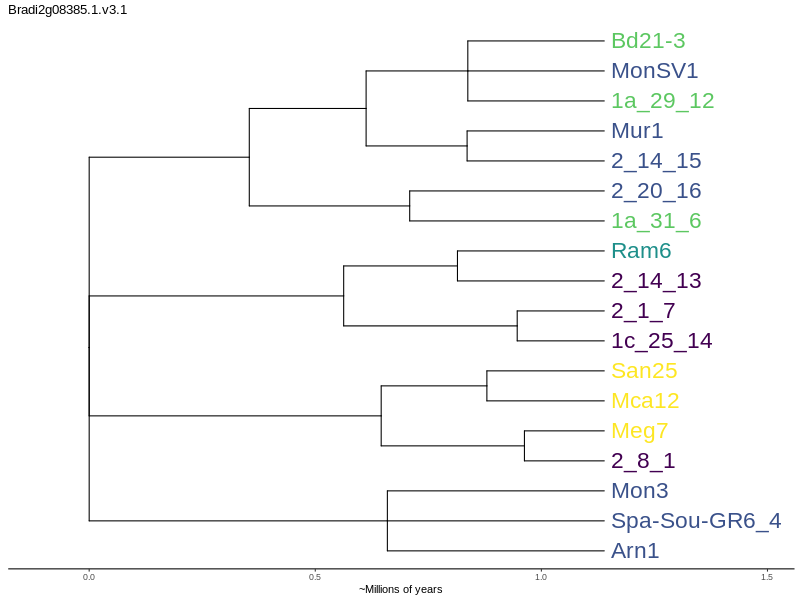 Bradi2g08385.1.v3.1
Bd21-3
MonSV1
1a_29_12
Mur1
2_14_15
2_20_16
1a_31_6
Ram6
2_14_13
2_1_7
1c_25_14
San25
Mca12
Meg7
2_8_1
Mon3
Spa-Sou-GR6_4
Arn1
0.0 0.5 1.0 1.5
~Millions of years